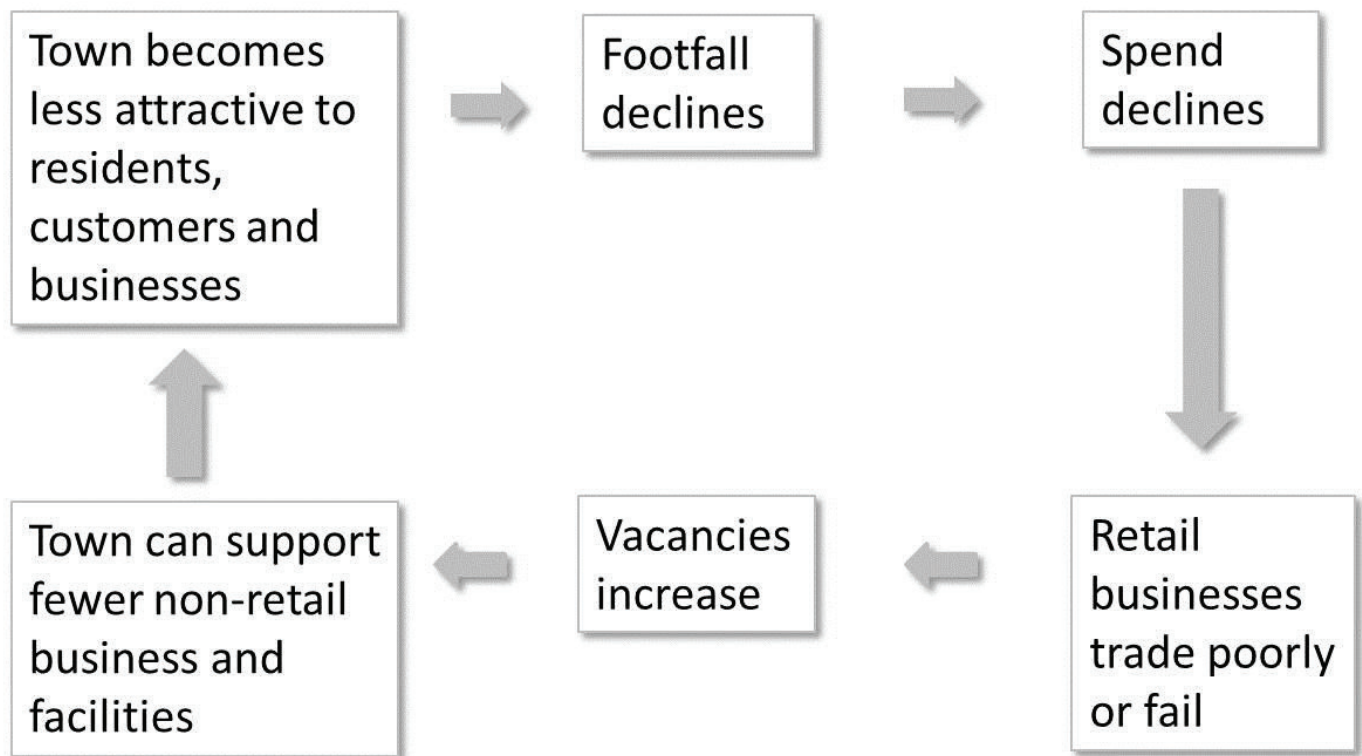 Town becomes
less attractive to
residents,
customers and
businesses
Footfall
declines
Spend
declines
Retail
businesses
trade poorly
or fail
Vacancies
increase
Town can support
fewer non-retail
business and
facilities